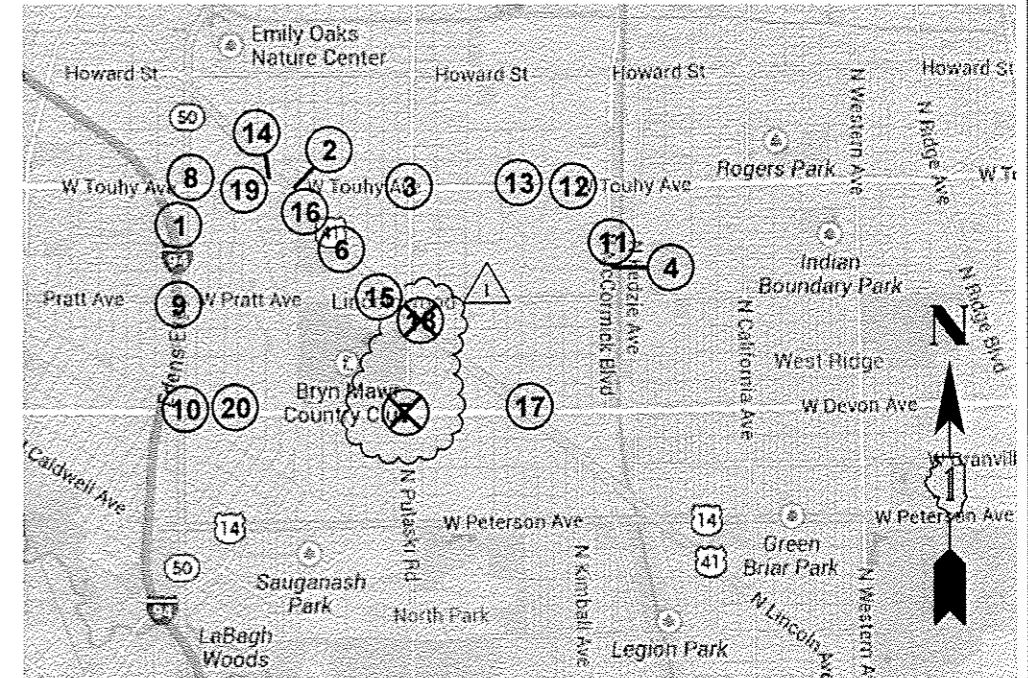 Emily Oaks
Nature Center
Howard St
Howard St
Howard St
Howard St
50
14
2
8
W Touhy Ave
19
W Touhy
3
13
12
W Touhy Ave
Rogers Park
N Western Ave
N Ridge Ave
16
1
41
6
11
4
Indian
Boundary Park
Pratt Ave
9
W Pratt Ave
15
1
McCormick Blvd
N California Ave
N Ridge Blvd
N
West Ridge
Bryn Mawr
Country
10
20
17
W Devon Ave
Caldwell Ave
N Pulaski Rd
1
14
W Peterson Ave
14
W Peterson Ave
50
Sauganash
Park
41
Green
Briar Park
94
North Park
N Kimball Ave
LaBagh
Woods
Legion Park
N Lincoln Ave
N Western A